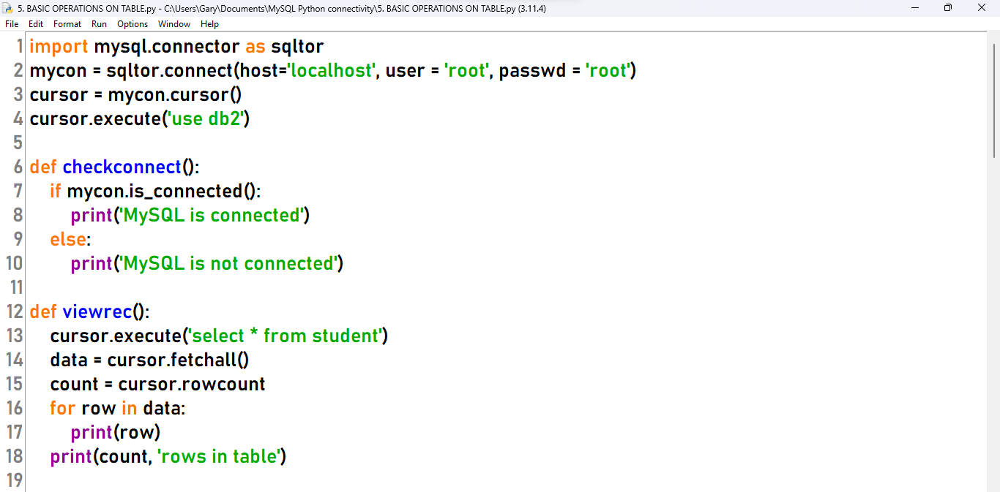 5. BASIC OPERATIONS ON TABLE.py - C:\Users\Gary\Documents\MySQL Python connectivity\5. BASIC OPERATIONS ON TABLE.py (3.11.4)
File Edit Format Run Options Window Help
1 import mysql.connector as sqltor
2 mycon = sqltor.connect(host='localhost', user = 'root', passwd = 'root')
3 cursor = mycon.cursor()
4 cursor.execute('use db2')
5
6 def checkconnect():
7     if mycon.is_connected():
8         print('MySQL is connected')
9     else:
10         print('MySQL is not connected')
11
12 def viewrec():
13     cursor.execute('select * from student')
14     data = cursor.fetchall()
15     count = cursor.rowcount
16     for row in data:
17         print(row)
18     print(count, 'rows in table')
19